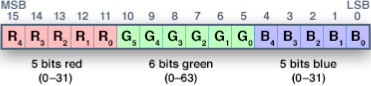 MSB LSB
15 14 13 12 11 10 9 8 7 6 5 4 3 2 1 0
R4 R3 R2 R1 R0 G5 G4 G3 G2 G1 G0 B4 B3 B2 B1 B0
5 bits red 6 bits green 5 bits blue
(0–31) (0–63) (0–31)